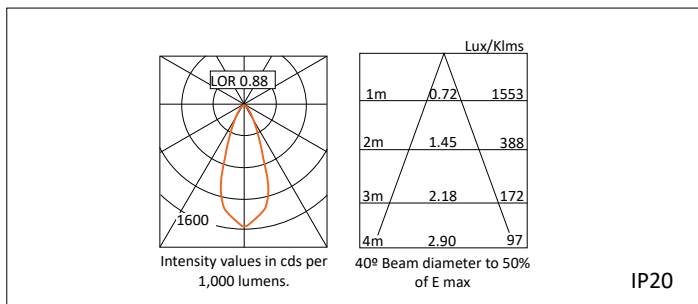 Lux/Klms
LOR 0.88
1m 0.72 1553
2m 1.45 388
3m 2.18 172
1600
4m 2.90 97
Intensity values in cds per
1,000 lumens.
40º Beam diameter to 50%
of E max
IP20